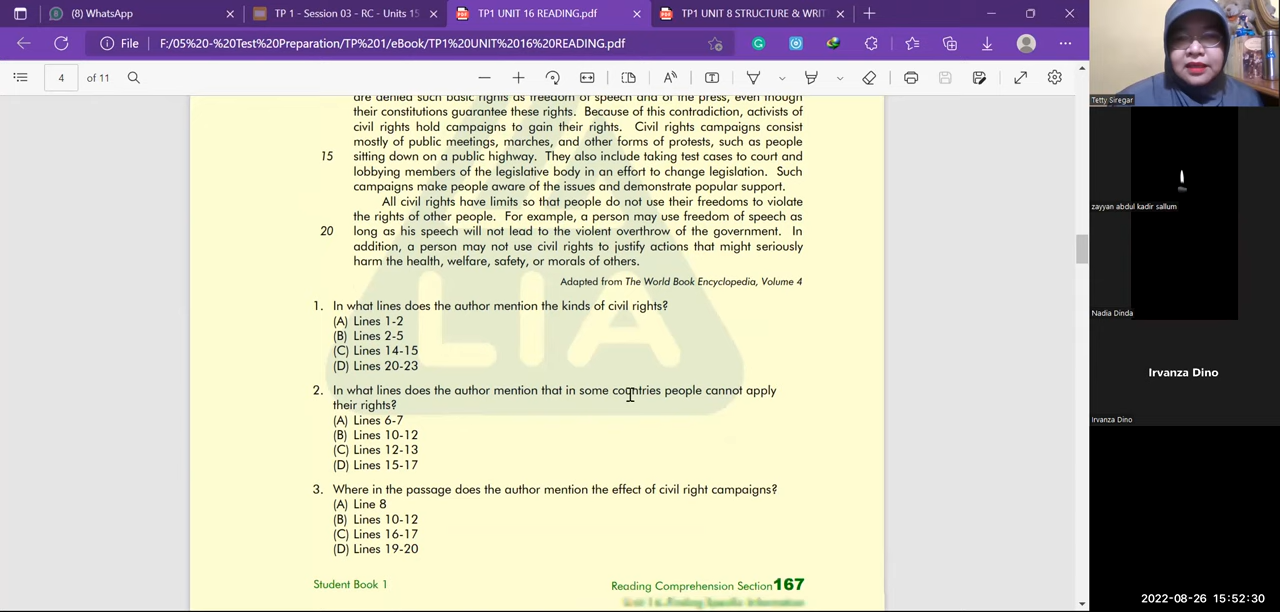 (8) WhatsApp
TP 1 - Session 03 - RC - Units 15
TP1 UNIT 16 READING.pdf
TP1 UNIT 8 STRUCTURE & WRIT
File
F:/05%20-%20Test%20Preparation/TP%201/eBook/TP1%20UNIT%2016%20READING.pdf
4 of 11
are denied such basic rights as freedom of speech and of the press, even though
their constitutions guarantee these rights. Because of this contradiction, activists of
civil rights hold campaigns to gain their rights. Civil rights campaigns consist
mostly of public meetings, marches, and other forms of protests, such as people
15 sitting down on a public highway. They also include taking test cases to court and
lobbying members of the legislative body in an effort to change legislation. Such
campaigns make people aware of the issues and demonstrate popular support.
All civil rights have limits so that people do not use their freedoms to violate
the rights of other people. For example, a person may use freedom of speech as
20 long as his speech will not lead to the violent overthrow of the government. In
addition, a person may not use civil rights to justify actions that might seriously
harm the health, welfare, safety, or morals of others.
Adapted from The World Book Encyclopedia, Volume 4
1. In what lines does the author mention the kinds of civil rights?
(A) Lines 1-2
(B) Lines 2-5
(C) Lines 14-15
(D) Lines 20-23
2. In what lines does the author mention that in some countries people cannot apply
their rights?
(A) Lines 6-7
(B) Lines 10-12
(C) Lines 12-13
(D) Lines 15-17
3. Where in the passage does the author mention the effect of civil right campaigns?
(A) Line 8
(B) Lines 10-12
(C) Lines 16-17
(D) Lines 19-20
Student Book 1
Reading Comprehension Section 167
LIA
Tetty Siregar
zayyan abdul kadir sallum
Nadia Dinda
Irvanza Dino
Irvanza Dino
2022-08-26 15:52:30